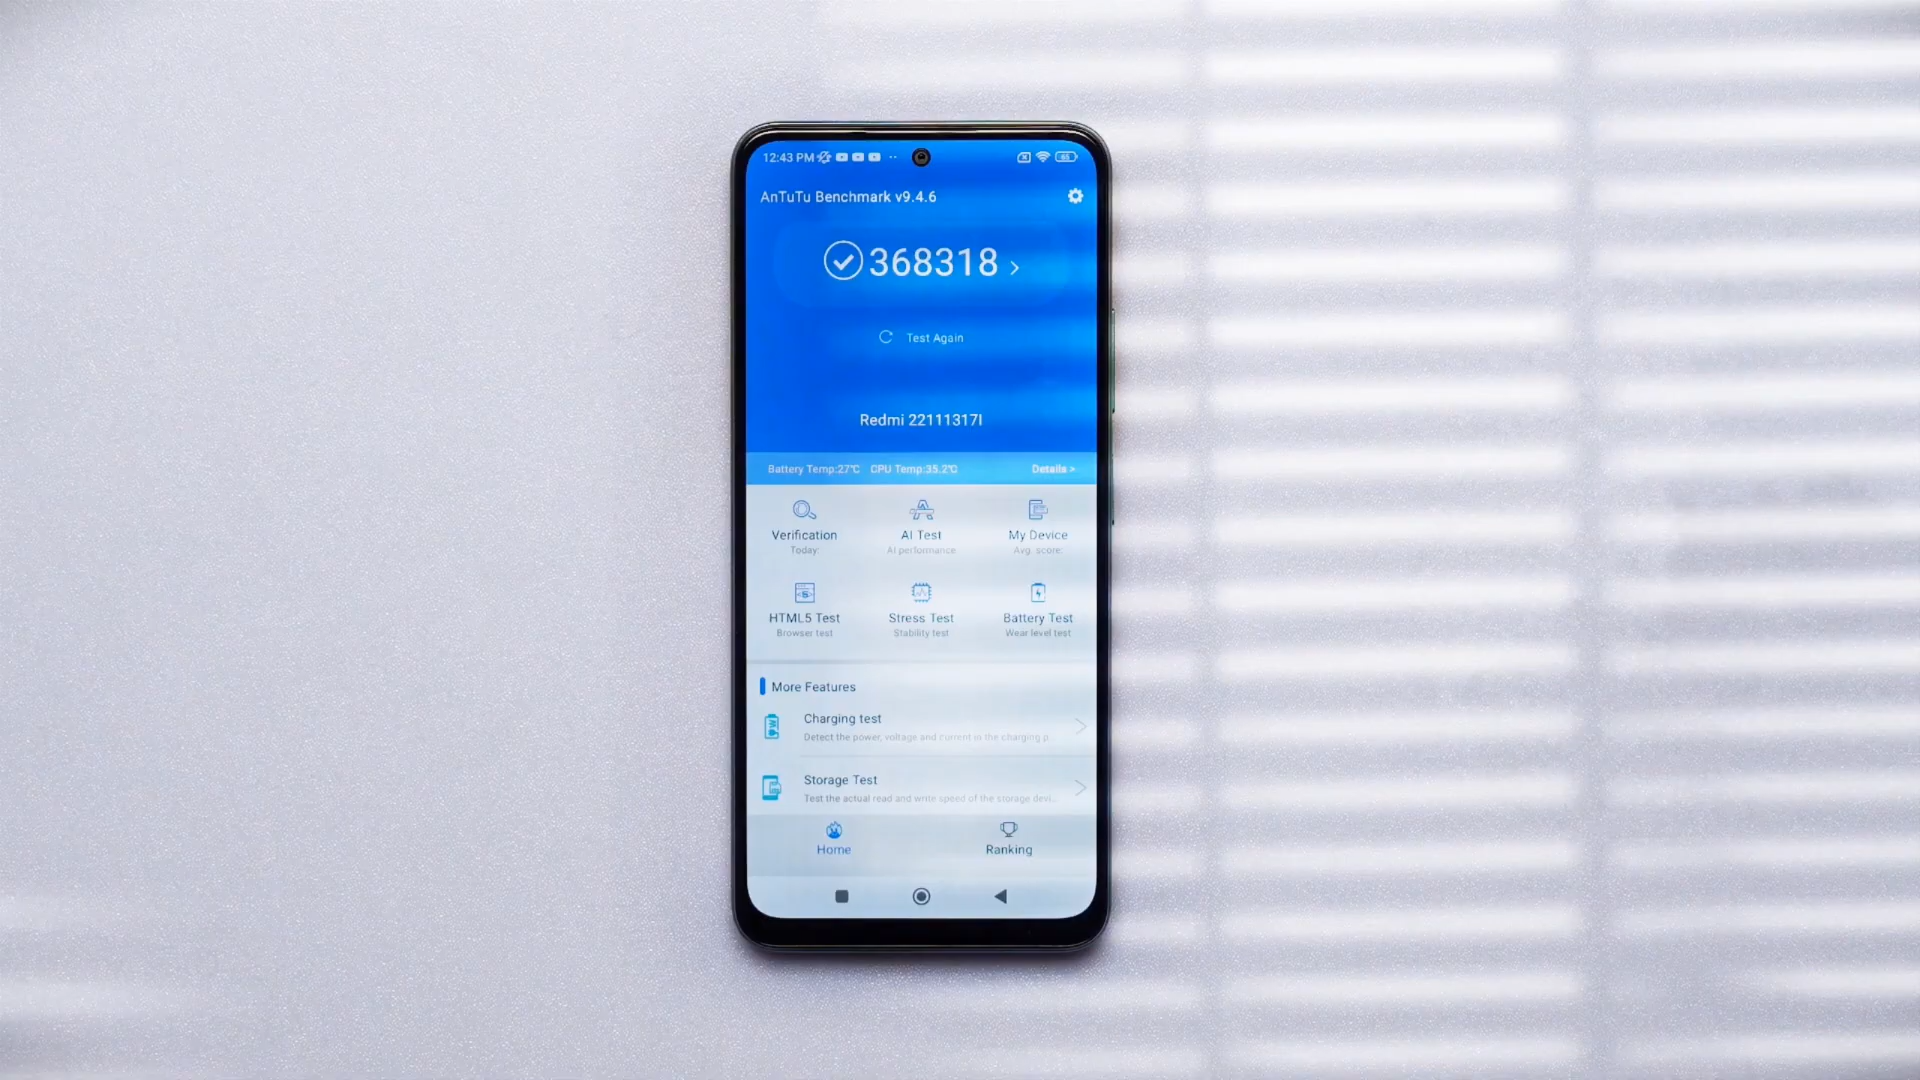 12:43 PM
65
AnTuTu Benchmark v9.4.6
368318
Test Again
Redmi 22111317I
Battery Temp:27℃ CPU Temp:35.2℃ Details >
Verification AI Test My Device
Today: AI performance Avg. score:
HTML5 Test Stress Test Battery Test
Browser test Stability test Wear level test
More Features
Charging test
Detect the power, voltage and current in the charging p...
Storage Test
Test the actual read and write speed of the storage devi...
Home Ranking